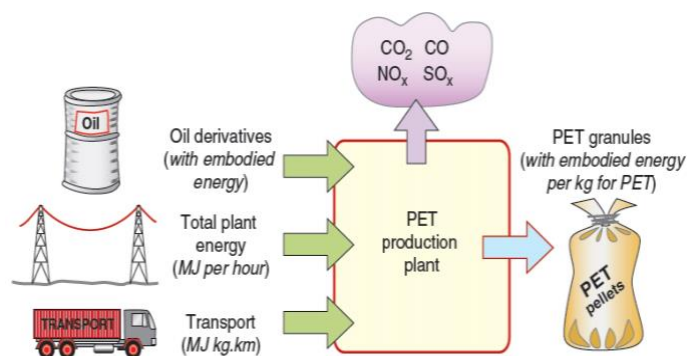 CO₂ CO
NOₓ SOₓ
Oil
Oil derivatives
(with embodied
energy)
PET granules
(with embodied energy
per kg for PET)
Total plant
energy
(MJ per hour)
PET
production
plant
PET
pellets
TRANSPORT
Transport
(MJ kg.km)